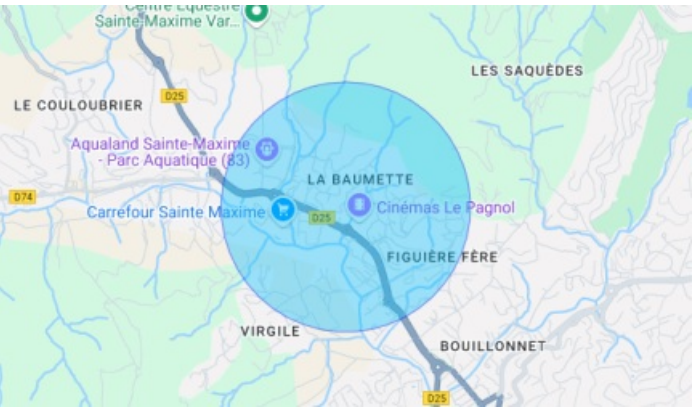 Centre Équestre
Sainte-Maxime Var...
LES SAQUÈDES
D25
LE COULOUBRIER
Aqualand Sainte-Maxime
- Parc Aquatique (83)
LA BAUMETTE
D74
Carrefour Sainte Maxime
D25
Cinémas Le Pagnol
FIGUIÈRE FÈRE
VIRGILE
BOUILLONNET
D25